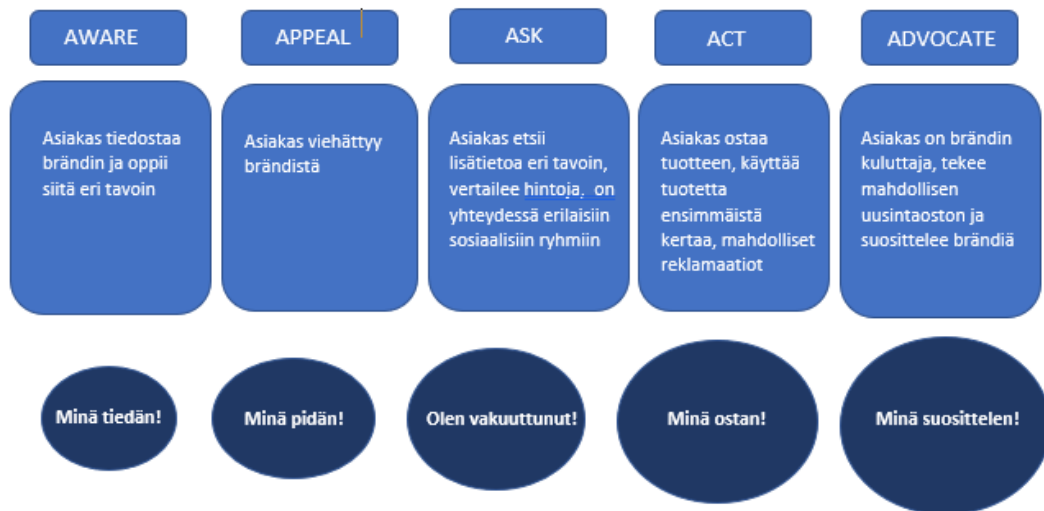 AWARE
APPEAL
ASK
ACT
ADVOCATE
Asiakas tiedostaa
brändin ja oppii
siitä eri tavoin
Asiakas viehättyy
brändistä
Asiakas etsii
lisätietoa eri tavoin,
vertailee hintoja, on
yhteydessä erilaisiin
sosiaalisiin ryhmiin
Asiakas ostaa
tuotteen, käyttää
tuotetta
ensimmäistä
kertaa, mahdolliset
reklamaatiot
Asiakas on brändin
kuluttaja, tekee
mahdollisen
uusintaoston ja
suosittelee brändiä
Minä tiedän!
Minä pidän!
Olen vakuuttunut!
Minä ostan!
Minä suosittelen!